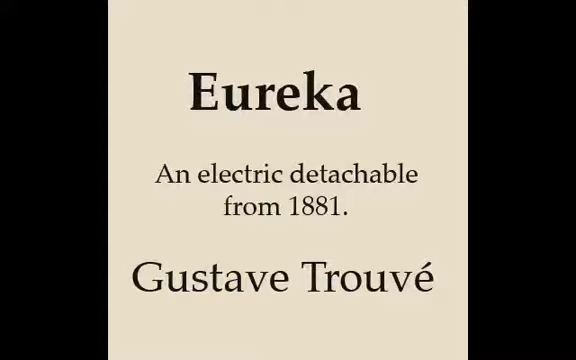 Eureka
An electric detachable
from 1881.
Gustave Trouvé